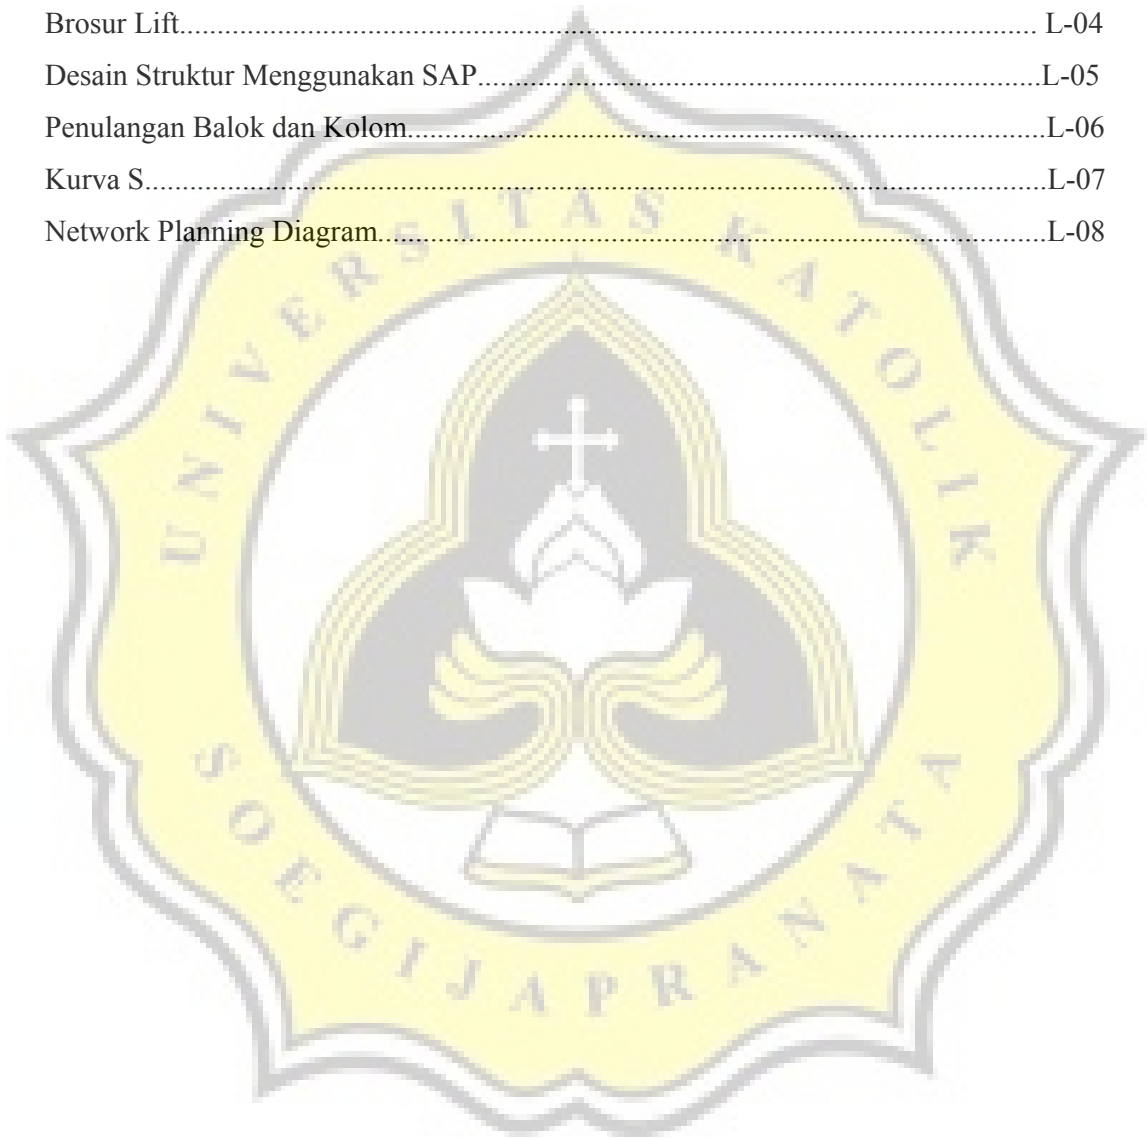 Brosur Lift.................................................................................................................. L-04
Desain Struktur Menggunakan SAP...........................................................................L-05
Penulangan Balok dan Kolom.....................................................................................L-06
Kurva S........................................................................................................................L-07
Network Planning Diagram.........................................................................................L-08
UNIVERSITAS KATOLIK
SOEGIJAPRANATA